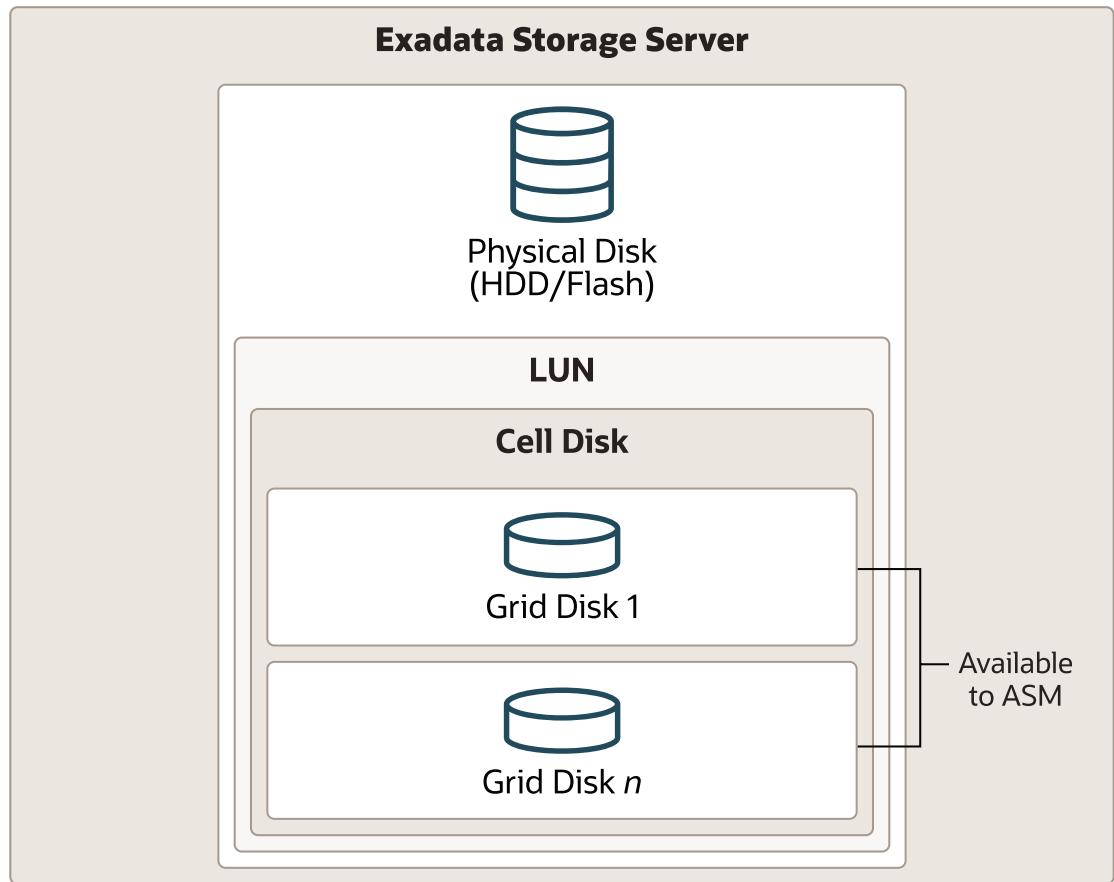 Exadata Storage Server
Physical Disk
(HDD/Flash)
LUN
Cell Disk
Grid Disk 1
Available
to ASM
Grid Disk n